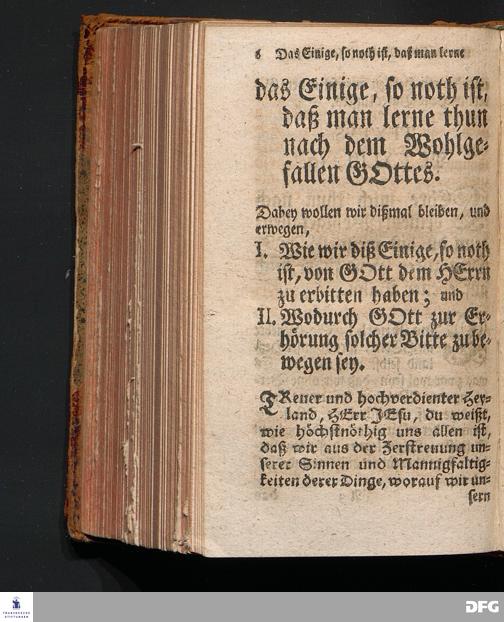 6 Das Einige, so noth ist, daß man lerne
das Einige, so noth ist,
daß man lerne thun
nach dem Wohlge-
fallen GOttes.
Dabey wollen wir dißmal bleiben, und
erwegen,
I. Wie wir diß Einige, so noth
ist, von GOtt dem HErrn
zu erbitten haben; und
II. Wodurch GOtt zur Er-
hörung solcher Bitte zu be-
wegen sey.
TReuer und hochverdienter Hey-
land, HErr JEsu, du weißt,
wie höchstnöthig uns allen ist,
daß wir aus der Zerstreuung un-
serer Sinnen und Mannigfaltig-
keiten derer Dinge, worauf wir un-
sern
FRANCKESCHE
STIFTUNGEN
DFG